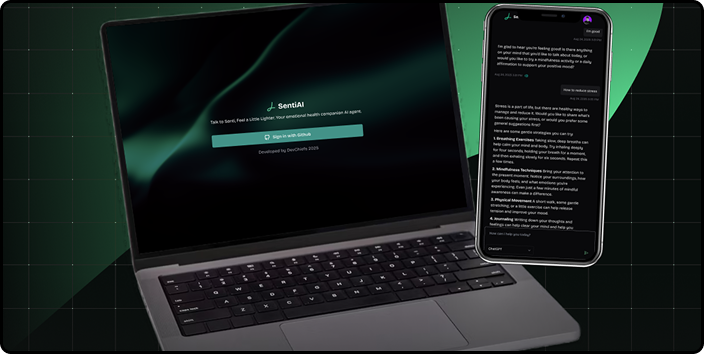 SentiAI
Talk to Senti, Feel a Little Lighter. Your emotional health companion AI agent.
Sign in with GitHub
Developed by DevChiefs 2025
Se
I'm good!
I'm glad to hear you're feeling good! Is there anything
on your mind that you'd like to talk about today, or
would you like to try a mindfulness activity or a daily
affirmation to support your positive mood?
How to reduce stress
Stress is a part of life, but there are healthy ways to
manage and reduce it. Would you like to share what's
been causing your stress, or would you prefer some
general suggestions first?
Here are some gentle strategies you can try:
1. Breathing Exercises Taking slow, deep breaths can
help calm your mind and body. Try inhaling deeply
for four seconds, holding your breath for a moment,
and then exhaling slowly for six seconds. Repeat this
a few times.
2. Mindfulness Techniques Bring your attention to
the present moment. Notice your surroundings, how
your body feels, and what emotions you're
experiencing. Even just a few minutes of mindful
awareness can make a difference.
3. Physical Movement A short walk, some gentle
stretching, or a little exercise can help release
tension and improve your mood.
4. Journaling Writing down your thoughts and
feelings can help clear your mind and help you
How can I help you today?
ChatGPT